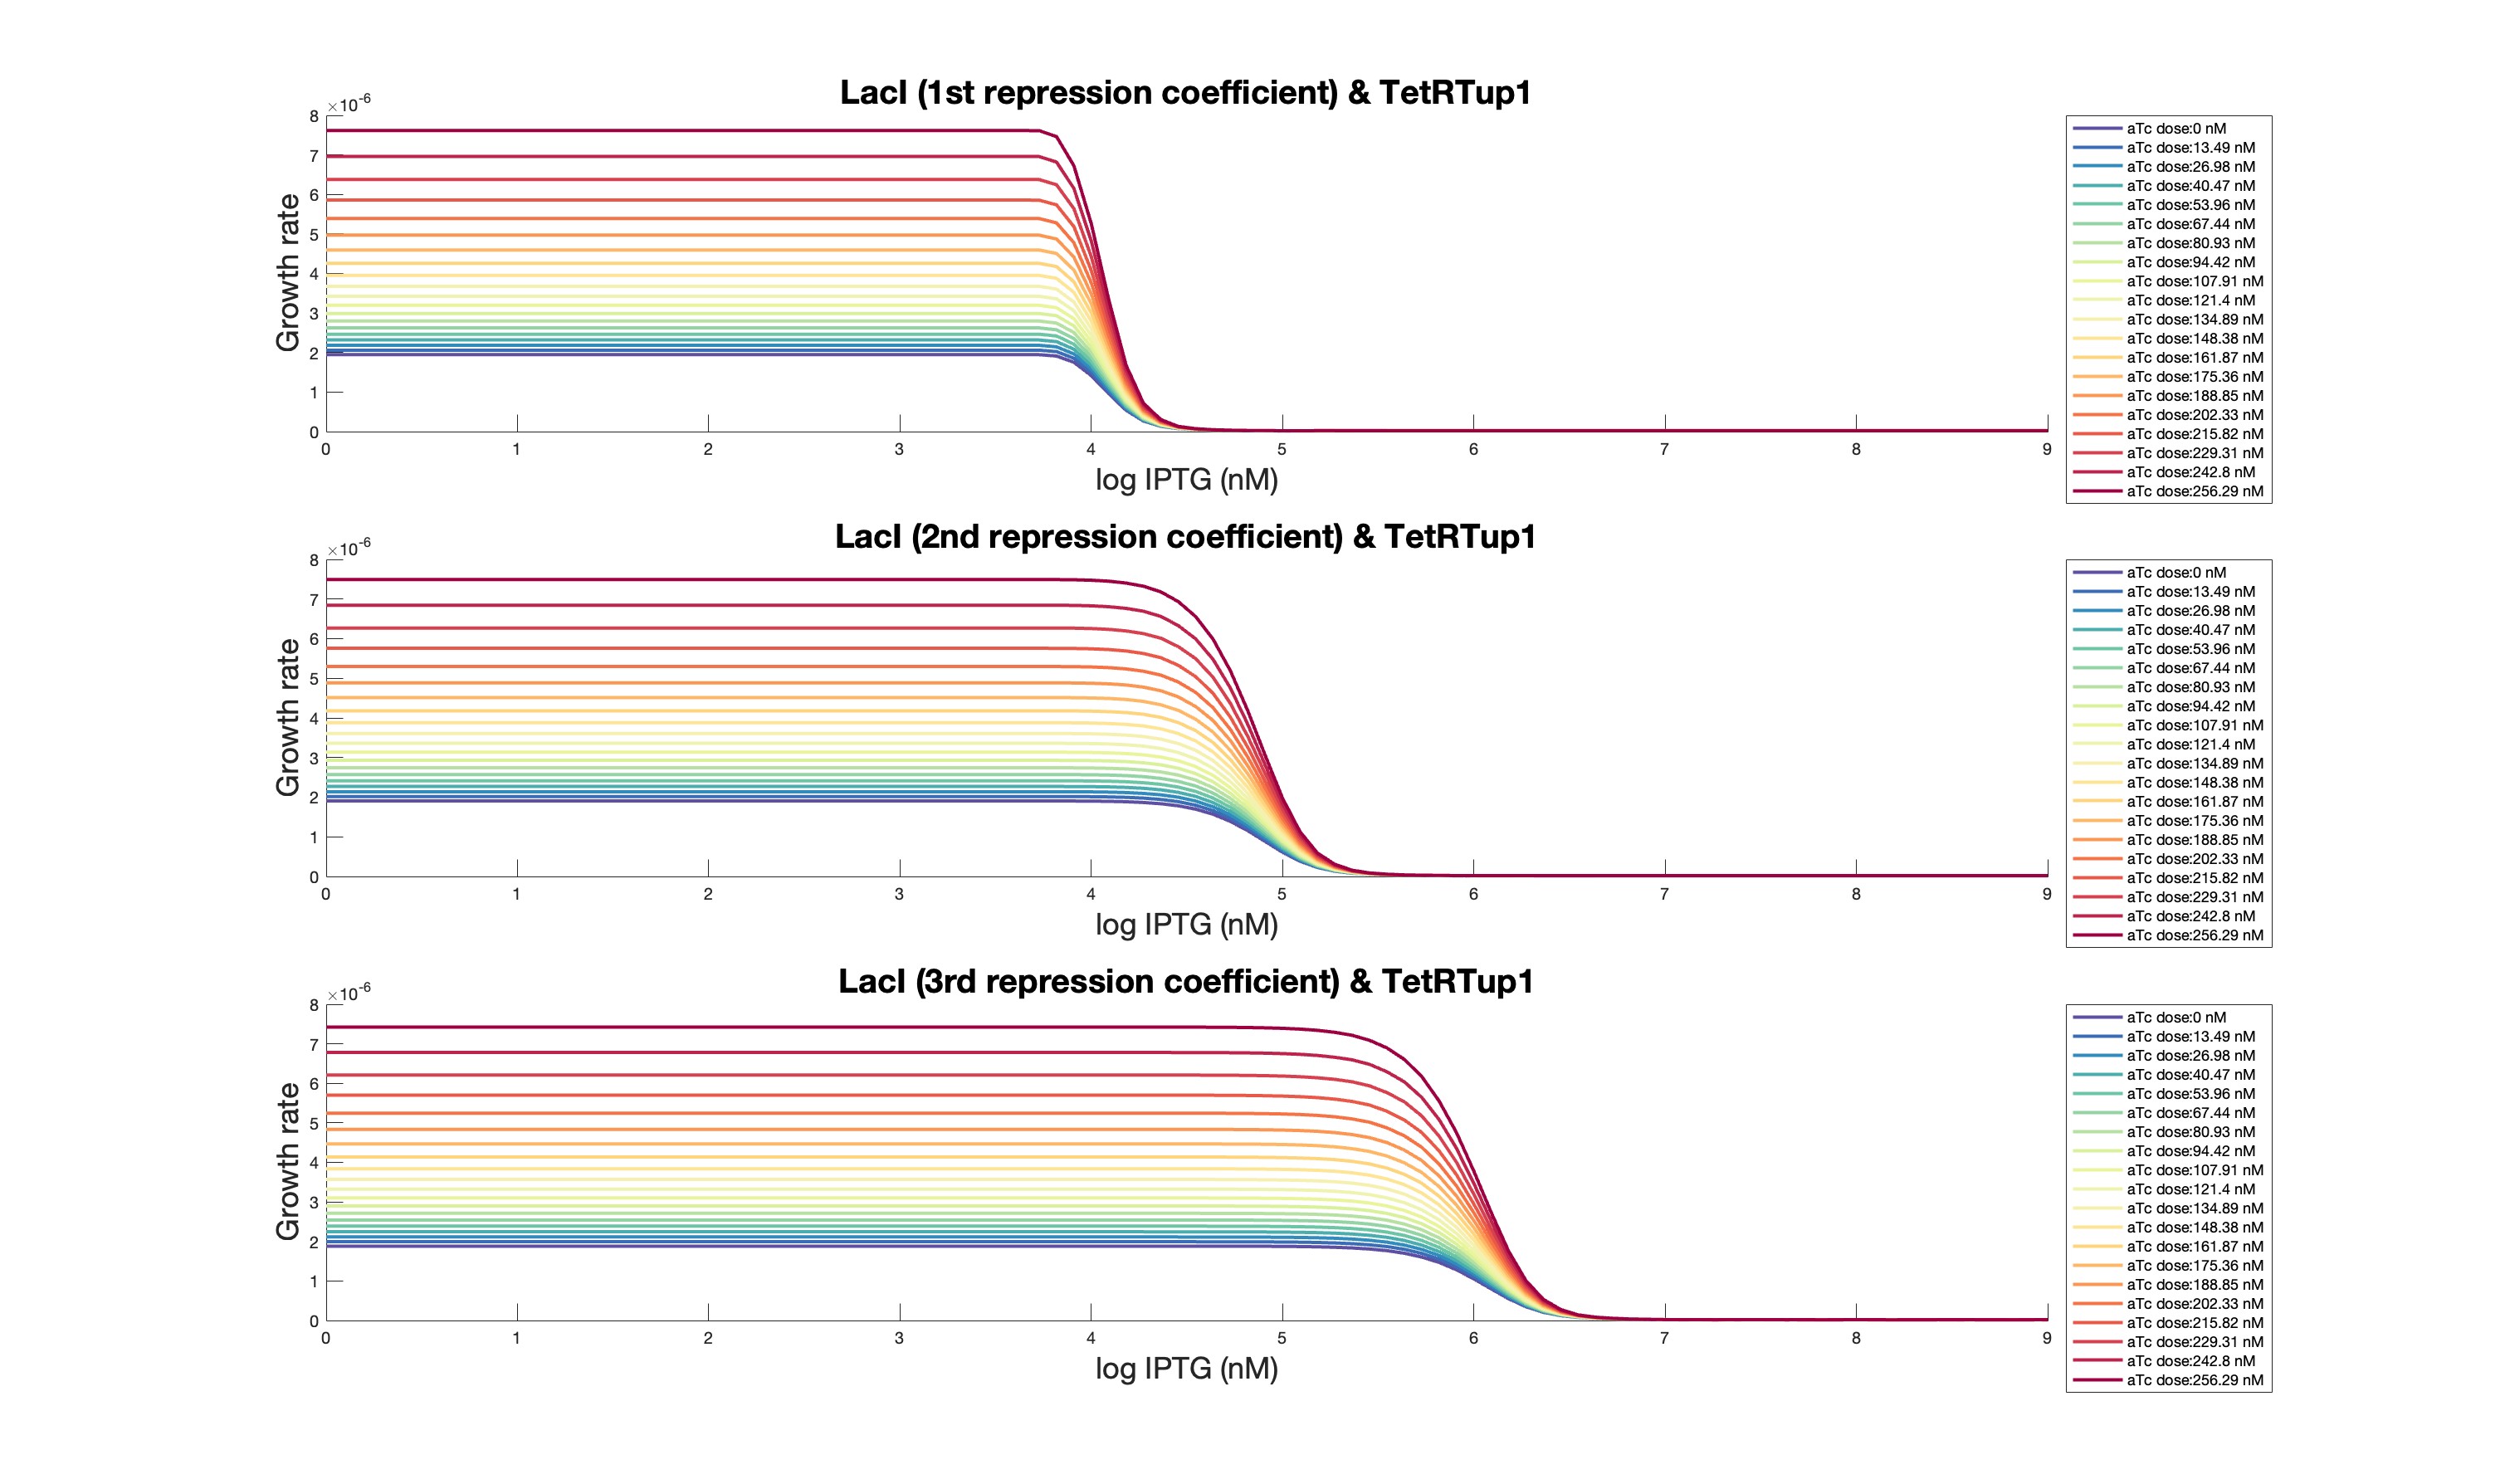 LacI (1st repression coefficient) & TetRTup1
×10-6
8
7
6
5
4
3
2
1
0
Growth rate
0 1 2 3 4 5 6 7 8 9
log IPTG (nM)
aTc dose:0 nM
aTc dose:13.49 nM
aTc dose:26.98 nM
aTc dose:40.47 nM
aTc dose:53.96 nM
aTc dose:67.44 nM
aTc dose:80.93 nM
aTc dose:94.42 nM
aTc dose:107.91 nM
aTc dose:121.4 nM
aTc dose:134.89 nM
aTc dose:148.38 nM
aTc dose:161.87 nM
aTc dose:175.36 nM
aTc dose:188.85 nM
aTc dose:202.33 nM
aTc dose:215.82 nM
aTc dose:229.31 nM
aTc dose:242.8 nM
aTc dose:256.29 nM
LacI (2nd repression coefficient) & TetRTup1
×10-6
8
7
6
5
4
3
2
1
0
Growth rate
0 1 2 3 4 5 6 7 8 9
log IPTG (nM)
aTc dose:0 nM
aTc dose:13.49 nM
aTc dose:26.98 nM
aTc dose:40.47 nM
aTc dose:53.96 nM
aTc dose:67.44 nM
aTc dose:80.93 nM
aTc dose:94.42 nM
aTc dose:107.91 nM
aTc dose:121.4 nM
aTc dose:134.89 nM
aTc dose:148.38 nM
aTc dose:161.87 nM
aTc dose:175.36 nM
aTc dose:188.85 nM
aTc dose:202.33 nM
aTc dose:215.82 nM
aTc dose:229.31 nM
aTc dose:242.8 nM
aTc dose:256.29 nM
LacI (3rd repression coefficient) & TetRTup1
×10-6
8
7
6
5
4
3
2
1
0
Growth rate
0 1 2 3 4 5 6 7 8 9
log IPTG (nM)
aTc dose:0 nM
aTc dose:13.49 nM
aTc dose:26.98 nM
aTc dose:40.47 nM
aTc dose:53.96 nM
aTc dose:67.44 nM
aTc dose:80.93 nM
aTc dose:94.42 nM
aTc dose:107.91 nM
aTc dose:121.4 nM
aTc dose:134.89 nM
aTc dose:148.38 nM
aTc dose:161.87 nM
aTc dose:175.36 nM
aTc dose:188.85 nM
aTc dose:202.33 nM
aTc dose:215.82 nM
aTc dose:229.31 nM
aTc dose:242.8 nM
aTc dose:256.29 nM